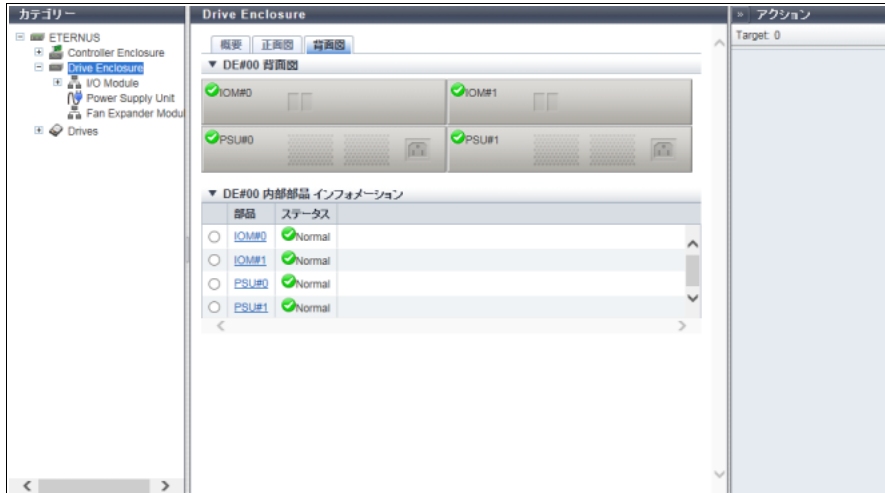 カテゴリー
ETERNUS
Controller Enclosure
Drive Enclosure
I/O Module
Power Supply Unit
Fan Expander Modul
Drives
Drive Enclosure
概要 正面図 背面図
▼ DE#00 背面図
IOM#0 IOM#1
PSU#0 PSU#1
▼ DE#00 内部部品 インフォメーション
部品 ステータス
IOM#0 Normal
IOM#1 Normal
PSU#0 Normal
PSU#1 Normal
» アクション
Target: 0